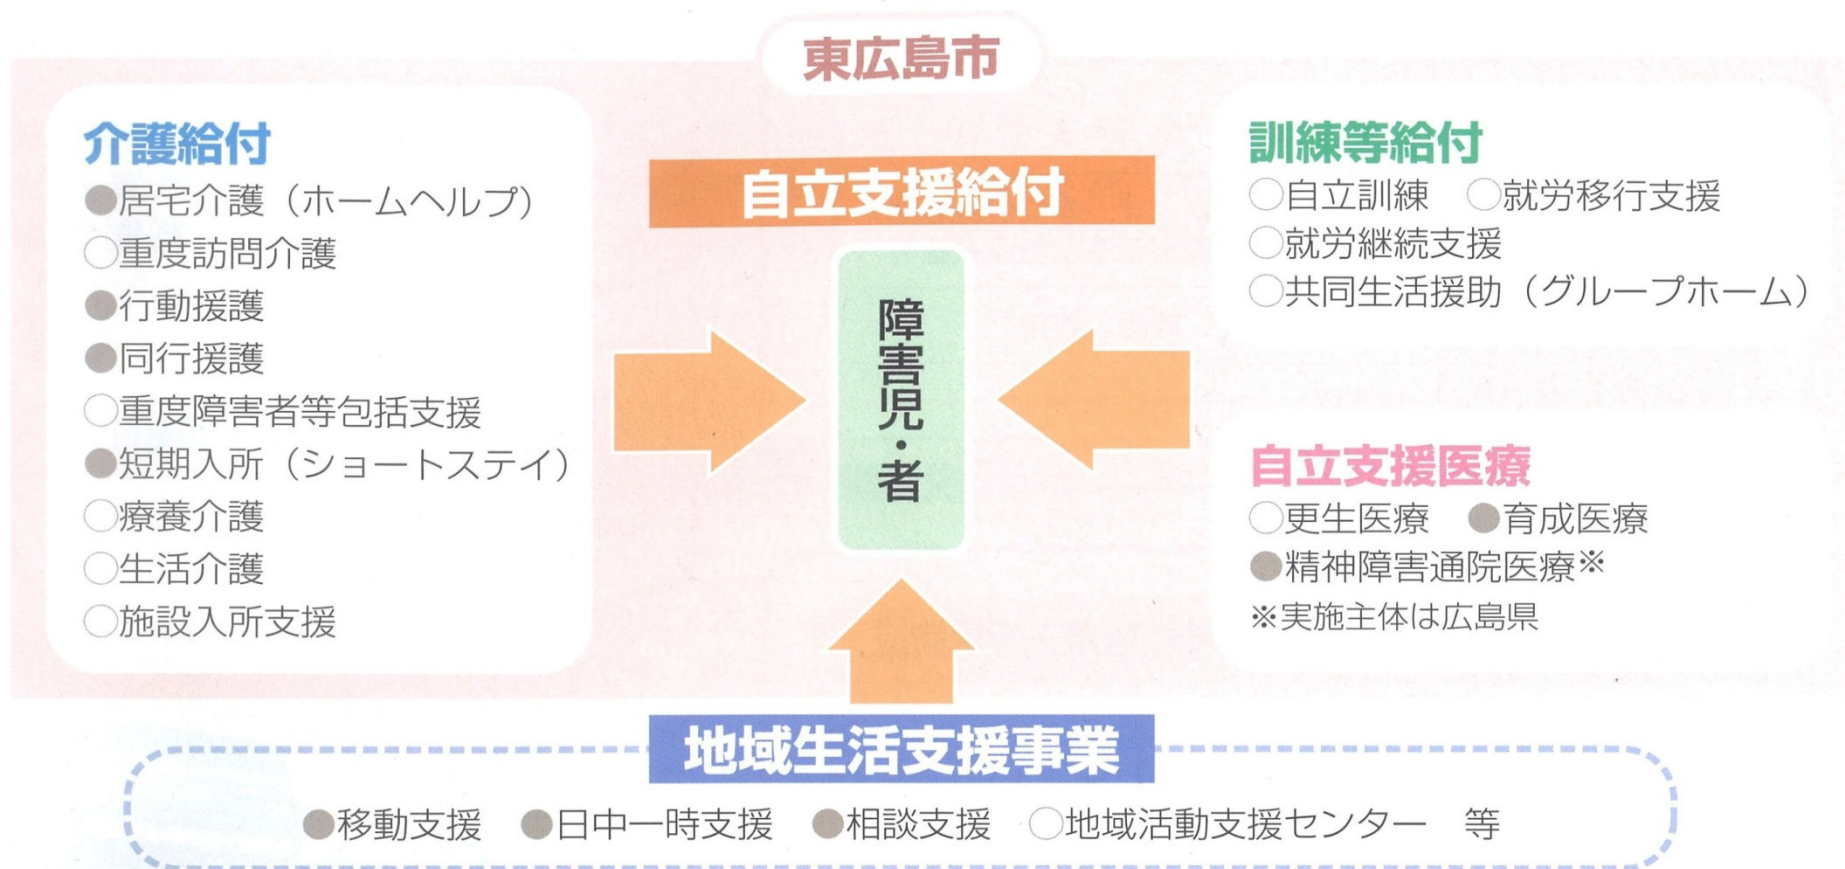 東広島市
介護給付
●居宅介護（ホームヘルプ）
○重度訪問介護
●行動援護
●同行援護
○重度障害者等包括支援
●短期入所（ショートステイ）
○療養介護
○生活介護
○施設入所支援
自立支援給付
障害児・者
訓練等給付
○自立訓練　○就労移行支援
○就労継続支援
○共同生活援助（グループホーム）
自立支援医療
○更生医療　●育成医療
●精神障害通院医療※
※実施主体は広島県
地域生活支援事業
●移動支援　●日中一時支援　●相談支援　○地域活動支援センター　等